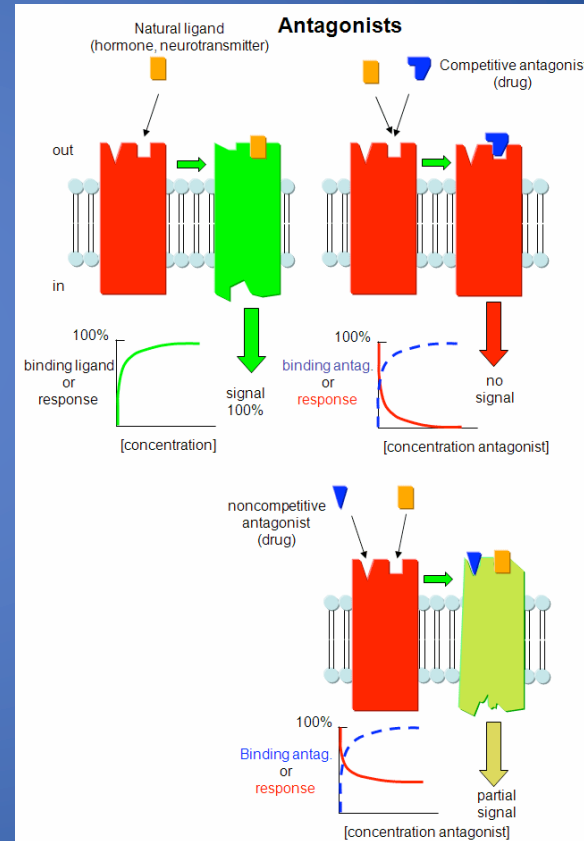 Antagonists
Natural ligand
(hormone, neurotransmitter)
out
in
100%
binding ligand
or
response
[concentration]
signal
100%
Competitive antagonist
(drug)
100%
binding antag.
or
response
[concentration antagonist]
no
signal
noncompetitive
antagonist
(drug)
100%
Binding antag.
or
response
[concentration antagonist]
partial
signal